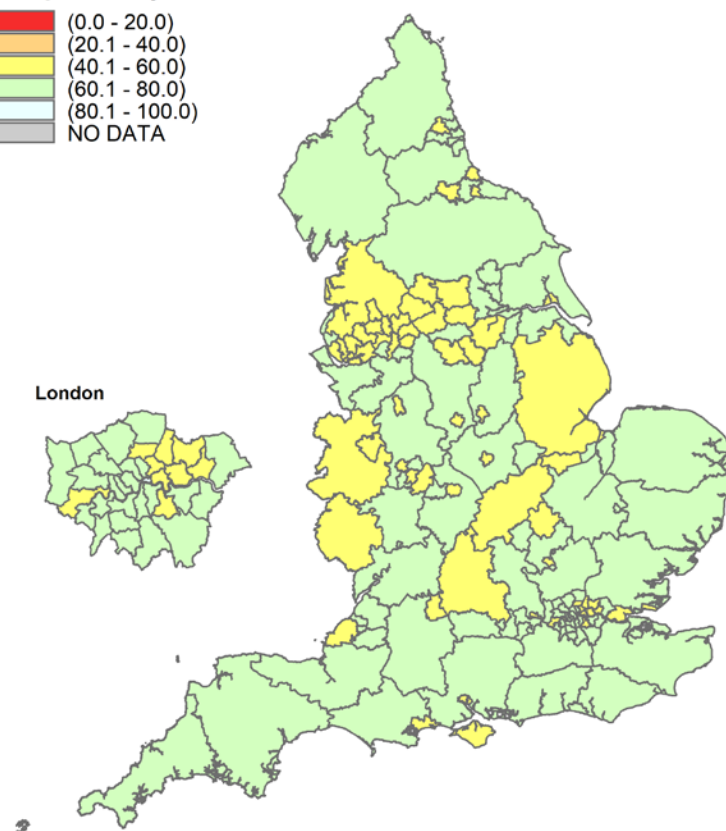 (0.0 - 20.0)
(20.1 - 40.0)
(40.1 - 60.0)
(60.1 - 80.0)
(80.1 - 100.0)
NO DATA
London